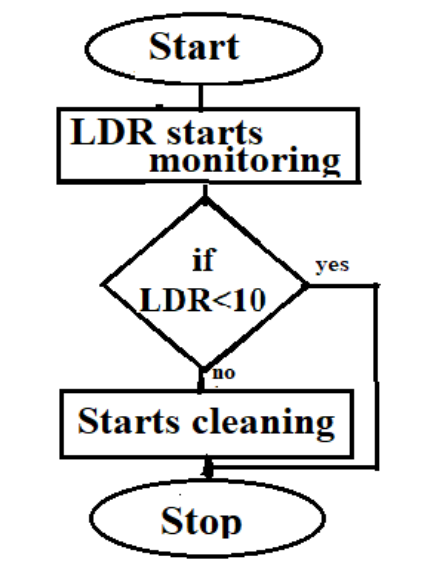 Start
LDR starts
monitoring
if
LDR<10
yes
no
Starts cleaning
Stop